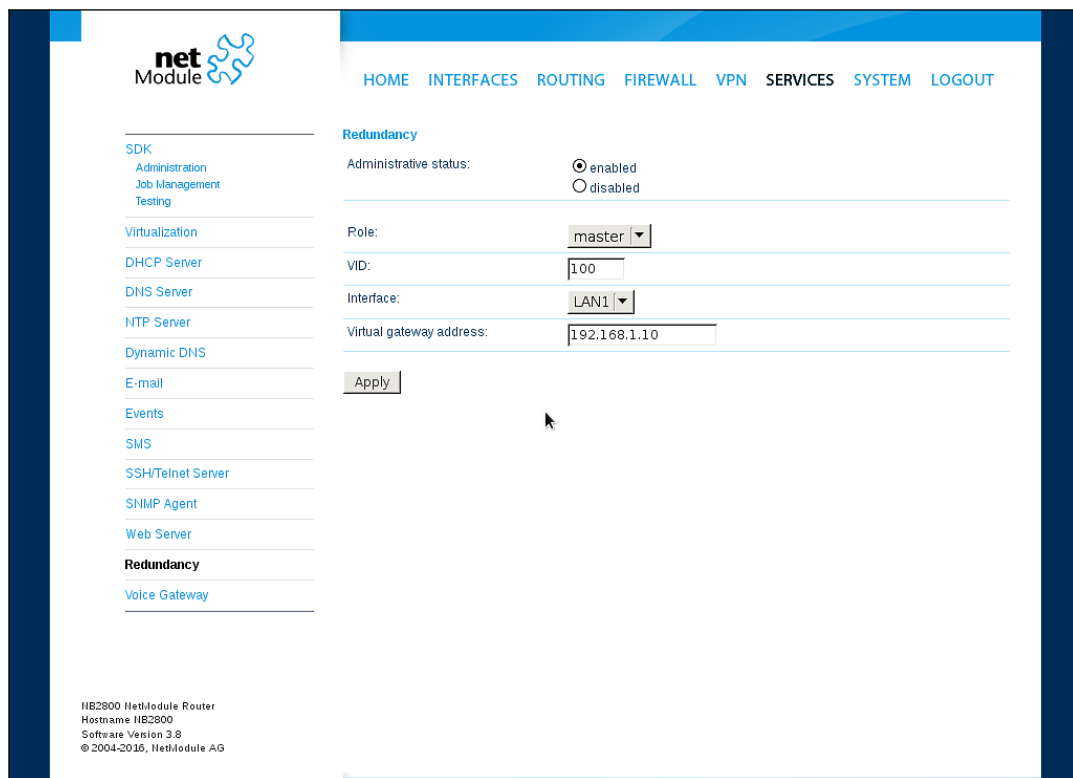 net
Module
HOME INTERFACES ROUTING FIREWALL VPN SERVICES SYSTEM LOGOUT
SDK
Administration
Job Management
Testing
Virtualization
DHCP Server
DNS Server
NTP Server
Dynamic DNS
E-mail
Events
SMS
SSH/Telnet Server
SNMP Agent
Web Server
Redundancy
Voice Gateway
Redundancy
Administrative status:
enabled
disabled
Role: master
VID: 100
Interface: LAN1
Virtual gateway address: 192.168.1.10
Apply
NB2800 NetModule Router
Hostname NB2800
Software Version 3.8
© 2004-2016, NetModule AG